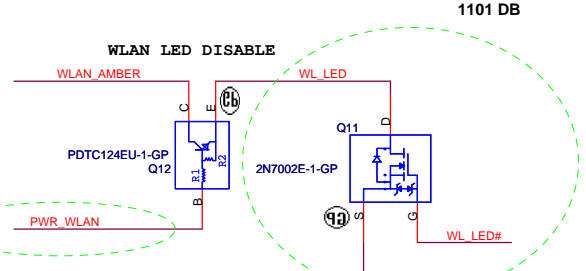 1101 DB
WLAN LED DISABLE
WLAN_AMBER
WL_LED
C
E
D
Q11
PDTC124EU-1-GP
Q12
R1
R2
2N7002E-1-GP
B
S
G
PWR_WLAN
WL_LED#